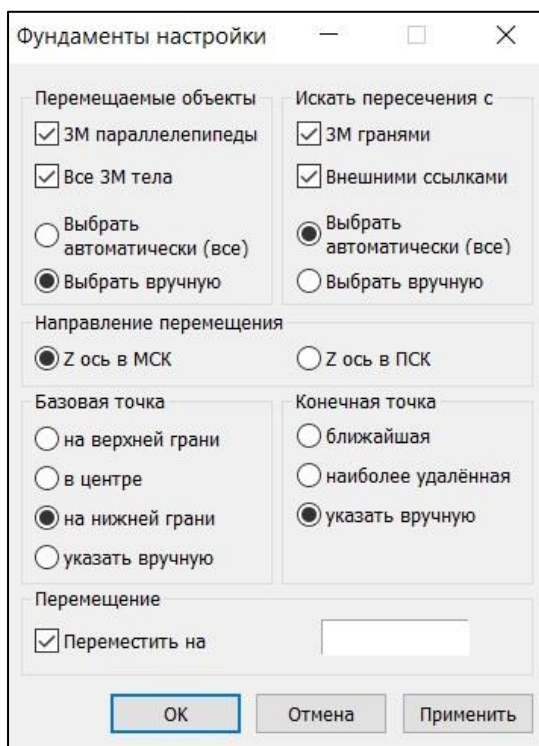 Фундаменты настройки
Перемещаемые объекты
3М параллелепипеды
Все 3М тела
Выбрать
автоматически (все)
Выбрать вручную
Искать пересечения с
3М гранями
Внешними ссылками
Выбрать
автоматически (все)
Выбрать вручную
Направление перемещения
Z ось в МСК
Z ось в ПСК
Базовая точка
на верхней грани
в центре
на нижней грани
указать вручную
Конечная точка
ближайшая
наиболее удалённая
указать вручную
Перемещение
Переместить на
ОК
Отмена
Применить